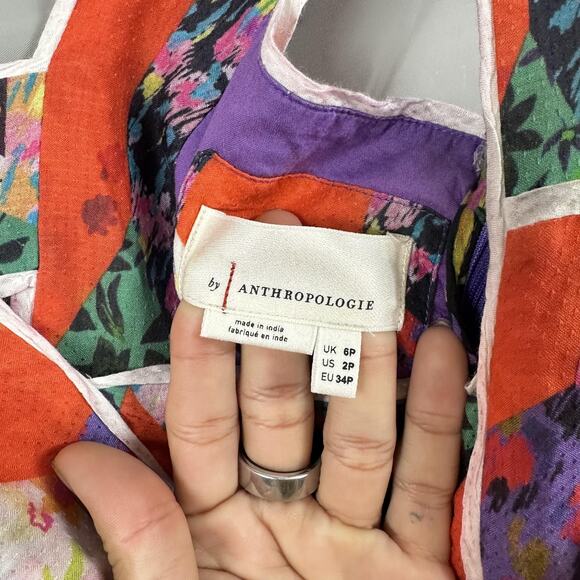 by ANTHROPOLOGIE
made in india
fabriqué en inde
UK 6P
US 2P
EU 34P